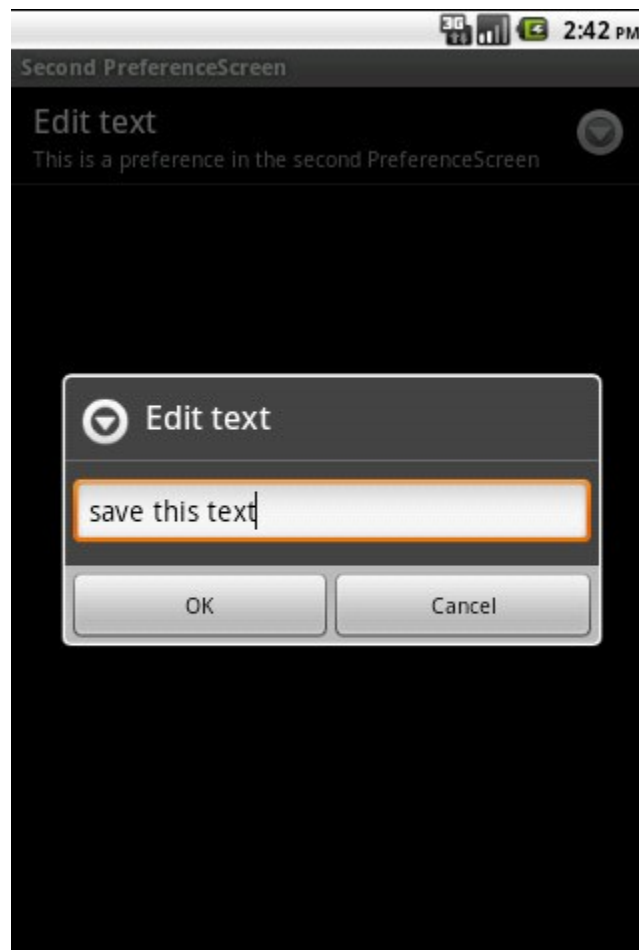 3G 2:42 PM
Second PreferenceScreen
Edit text
This is a preference in the second PreferenceScreen
Edit text
save this text
OK Cancel